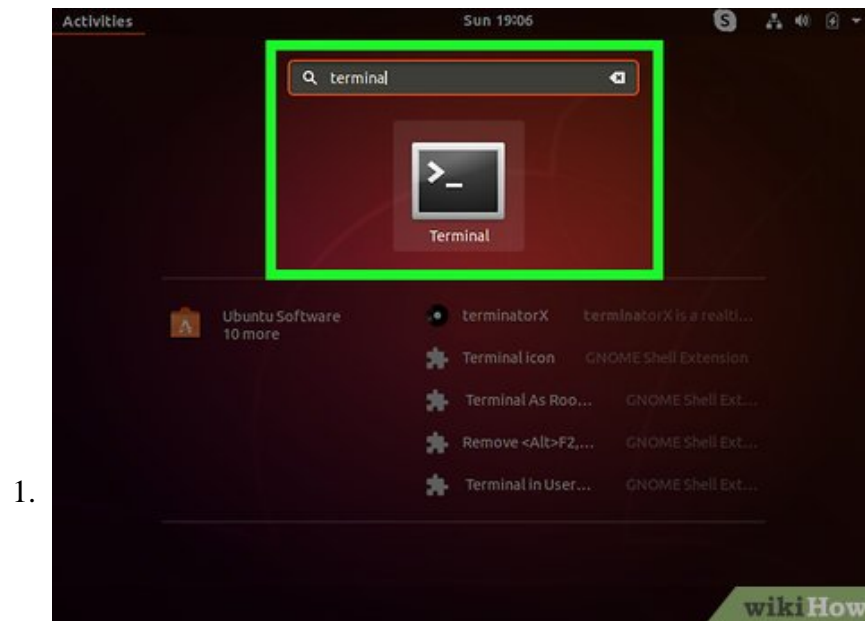 Activities Sun 19:06 S
terminal
>_
Terminal
Ubuntu Software
10 more
terminatorX terminatorX is a realti...
Terminal icon GNOME Shell Extension
Terminal As Roo... GNOME Shell Ext...
Remove <Alt>F2,... GNOME Shell Ext...
Terminal in User... GNOME Shell Ext...
1.
wikiHow